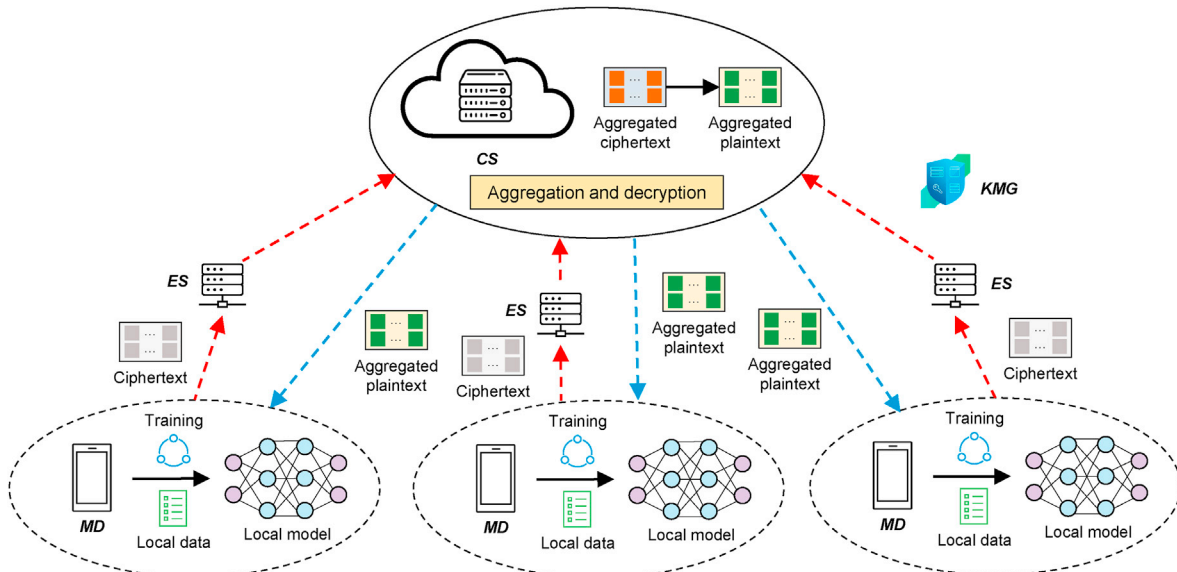 Aggregated
ciphertext
Aggregated
plaintext
CS
Aggregation and decryption
KMG
ES
ES
ES
Ciphertext
Aggregated
plaintext
Ciphertext
Aggregated
plaintext
Aggregated
plaintext
Ciphertext
Training
MD
Local data
Local model
Training
MD
Local data
Local model
Training
MD
Local data
Local model